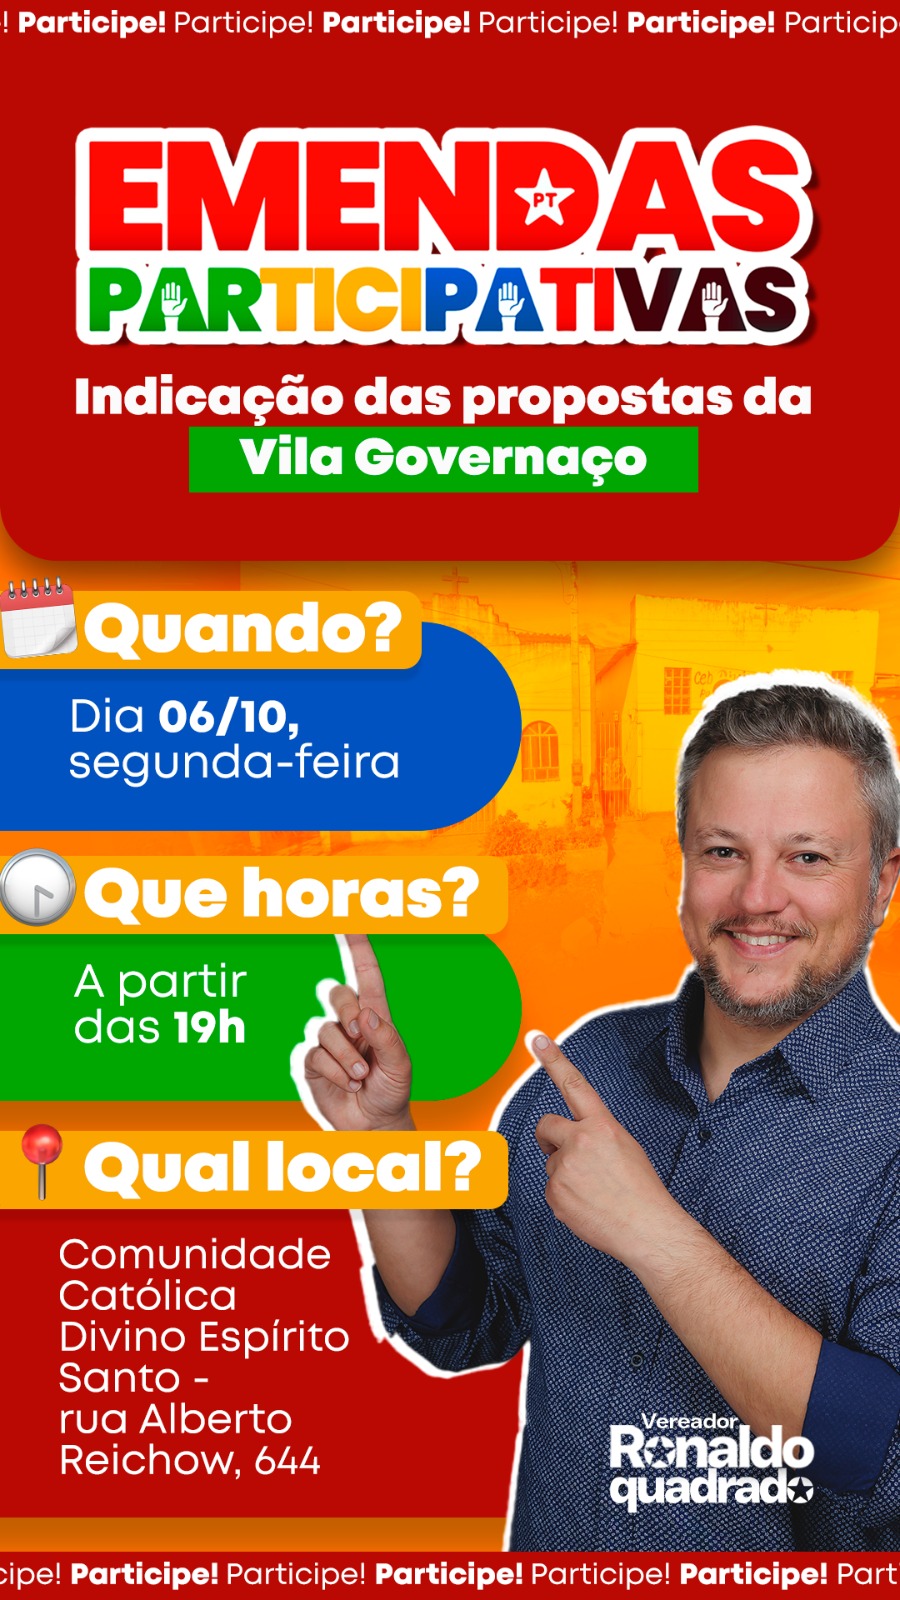 ! Participe! Participe! Participe! Participe! Participe! Particip
EMENDAS
PT
PARTICIPATIVAS
Indicação das propostas da
Vila Governaço
Quando?
Dia 06/10,
segunda-feira
Que horas?
A partir
das 19h
Qual local?
Comunidade
Católica
Divino Espírito
Santo -
rua Alberto
Reichow, 644
Vereador
Ronaldo
quadrado
cipe! Participe! Participe! Participe! Participe! Participe! Part